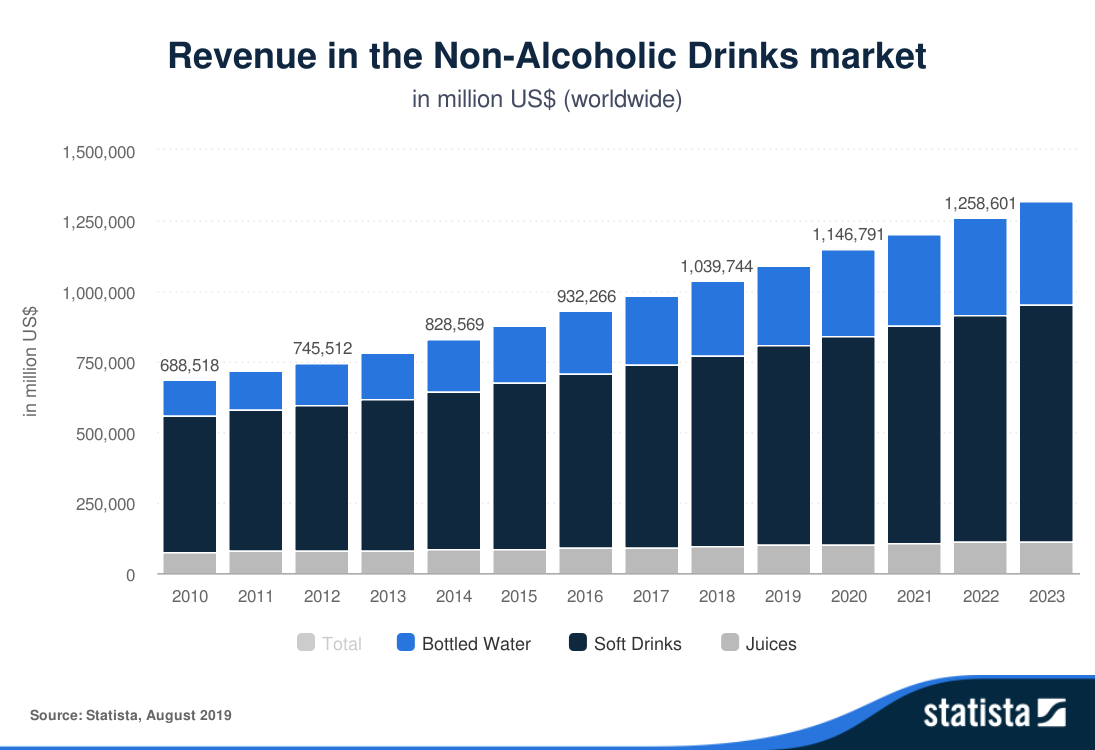 Revenue in the Non-Alcoholic Drinks market
in million US$ (worldwide)
1,500,000
1,250,000
1,000,000
750,000
500,000
250,000
0
in million US$
688,518
745,512
828,569
932,266
1,039,744
1,146,791
1,258,601
2010 2011 2012 2013 2014 2015 2016 2017 2018 2019 2020 2021 2022 2023
Total Bottled Water Soft Drinks Juices
Source: Statista, August 2019
statista